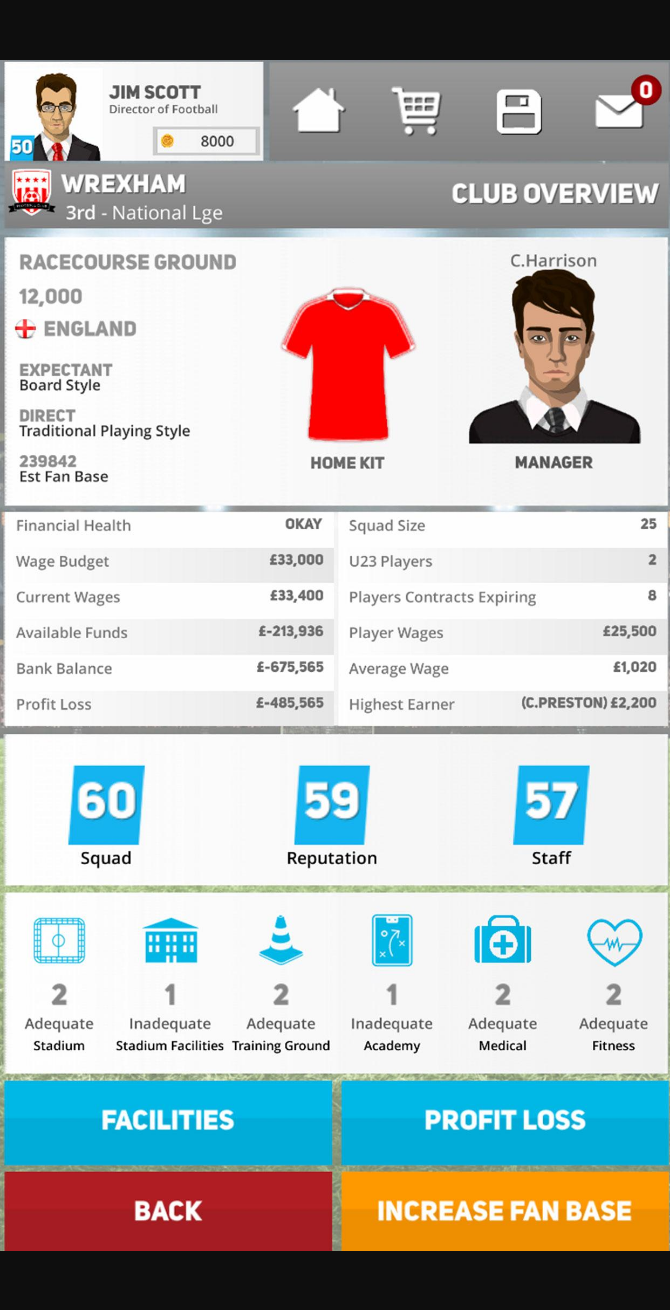 JIM SCOTT
Director of Football
50
8000
0
WREXHAM
3rd - National Lge
CLUB OVERVIEW
RACECOURSE GROUND
12,000
ENGLAND
EXPECTANT
Board Style
DIRECT
Traditional Playing Style
239842
Est Fan Base
HOME KIT
C.Harrison
MANAGER
Financial Health OKAY
Wage Budget £33,000
Current Wages £33,400
Available Funds £-213,936
Bank Balance £-675,565
Profit Loss £-485,565
Squad Size 25
U23 Players 2
Players Contracts Expiring 8
Player Wages £25,500
Average Wage £1,020
Highest Earner (C.PRESTON) £2,200
60 59 57
Squad Reputation Staff
2 1 2 1 2 2
Adequate Inadequate Adequate Inadequate Adequate Adequate
Stadium Stadium Facilities Training Ground Academy Medical Fitness
FACILITIES PROFIT LOSS
BACK INCREASE FAN BASE